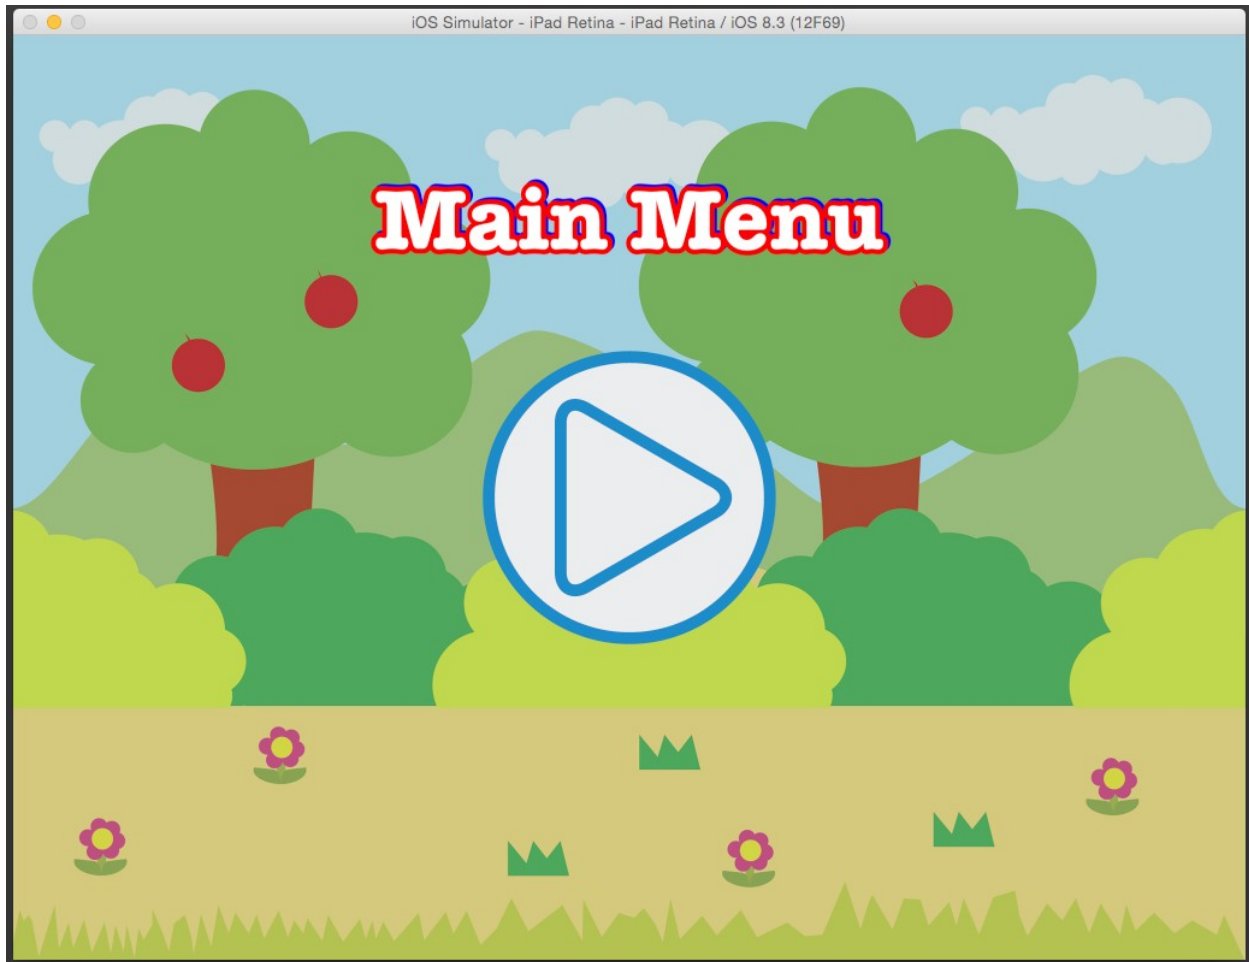 iOS Simulator - iPad Retina - iPad Retina / iOS 8.3 (12F69)
Main Menu